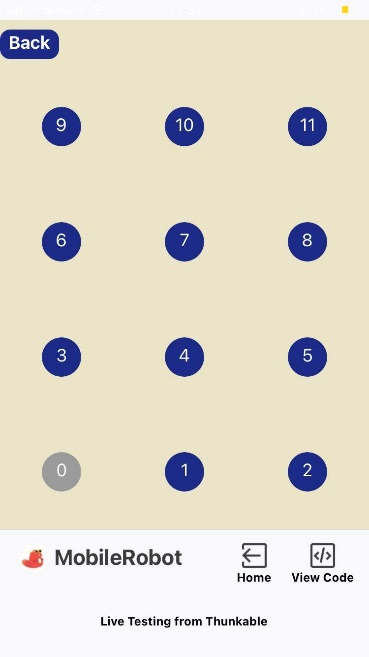 Back
9 10 11
6 7 8
3 4 5
0 1 2
MobileRobot
Home View Code
Live Testing from Thunkable